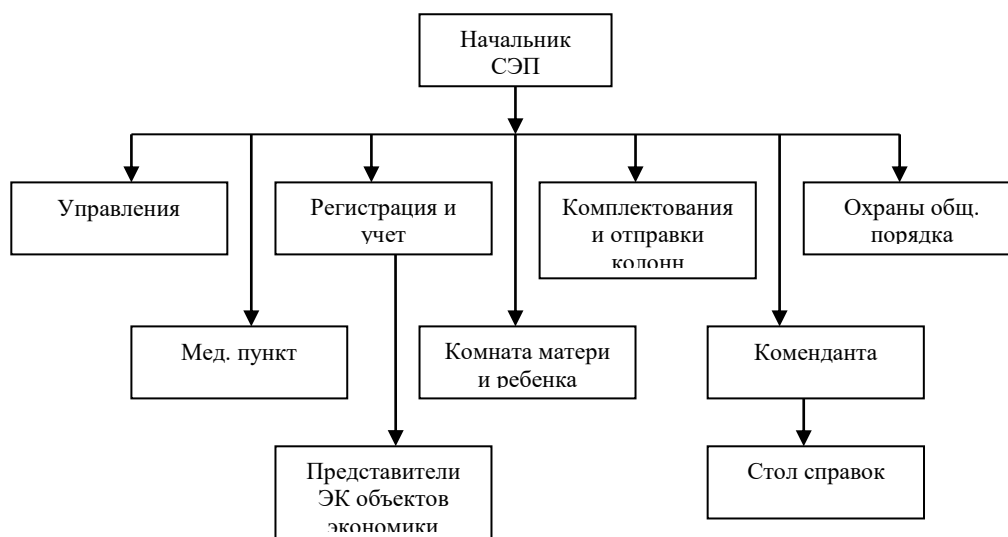 Начальник
СЭП
Управления
Регистрация и
учет
Комплектования
и отправки
колонн
Охраны общ.
порядка
Мед. пункт
Комната матери
и ребенка
Коменданта
Представители
ЭК объектов
экономики
Стол справок